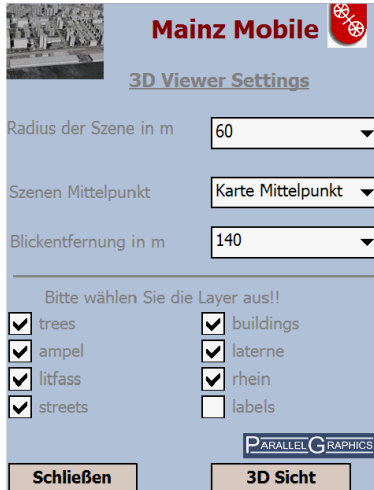 Mainz Mobile
3D Viewer Settings
Radius der Szene in m 60
Szenen Mittelpunkt Karte Mittelpunkt
Blickentfernung in m 140
Bitte wählen Sie die Layer aus!!
trees buildings
ampel laterne
litfass rhein
streets labels
PARALLELGRAPHICS
Schließen 3D Sicht